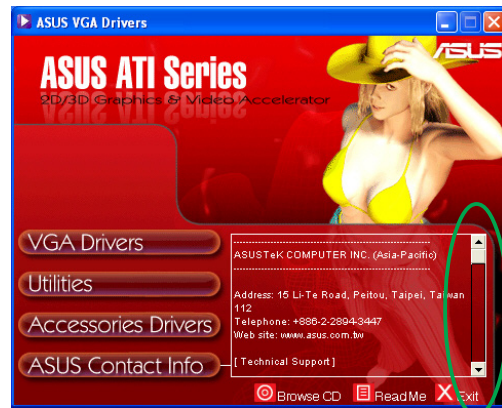 ASUS VGA Drivers
ASUS
ASUS ATI Series
2D/3D Graphics & Video Accelerator
VGA Drivers
Utilities
Accessories Drivers
ASUS Contact Info
----------------------------------------------------
ASUSTeK COMPUTER INC. (Asia-Pacific)
----------------------------------------------------
Address: 15 Li-Te Road, Peitou, Taipei, Taiwan
112
Telephone: +886-2-2894-3447
Web site: www.asus.com.tw
[ Technical Support ]
Browse CD
ReadMe
Exit